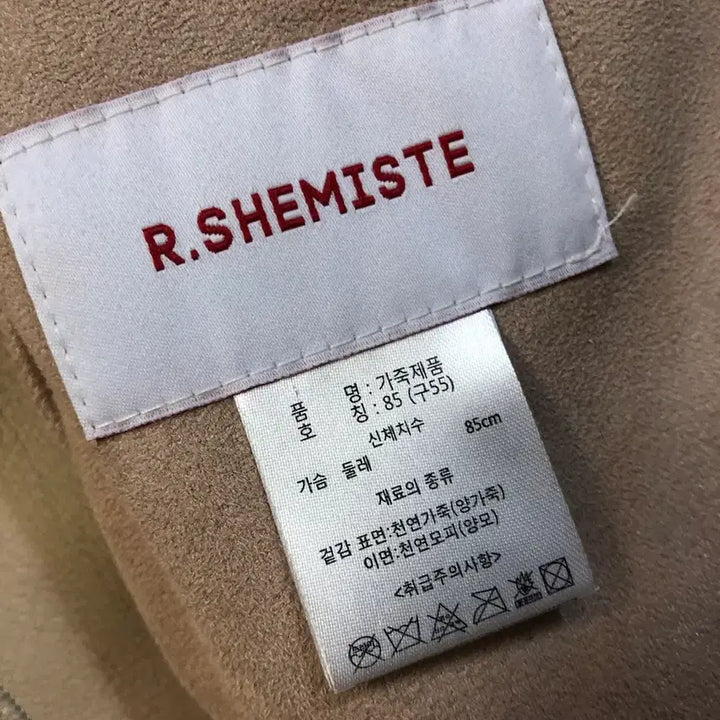 R.SHEMISTE
품 명 : 가죽제품
호 칭 : 85 (구55)
신체치수
가슴 둘레 85cm
재료의 종류
겉감 표면:천연가죽(양가죽)
이면:천연모피(양모)
<취급주의사항>